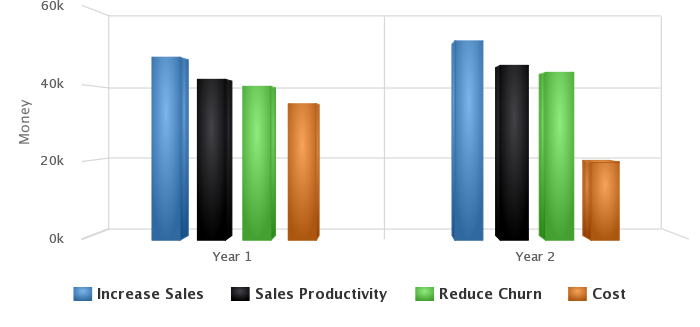 60k
40k
20k
0k
Money
Year 1
Year 2
Increase Sales
Sales Productivity
Reduce Churn
Cost